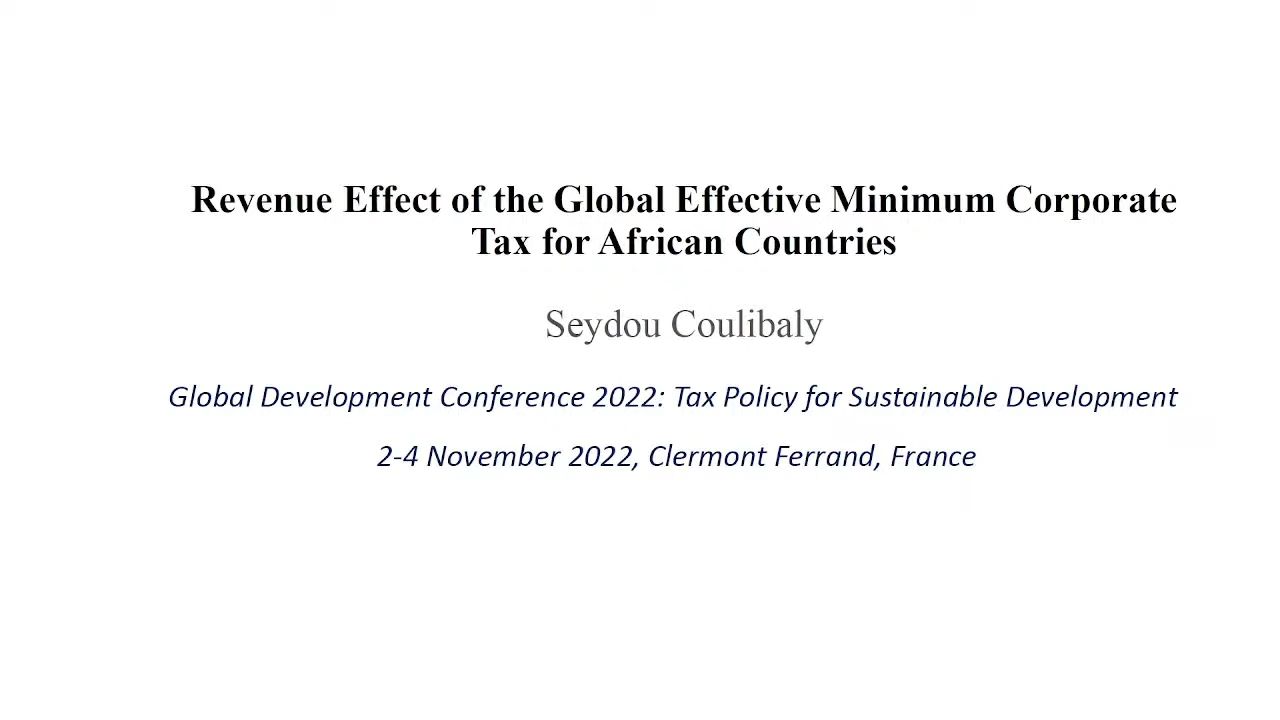 Revenue Effect of the Global Effective Minimum Corporate
Tax for African Countries
Seydou Coulibaly
Global Development Conference 2022: Tax Policy for Sustainable Development
2-4 November 2022, Clermont Ferrand, France